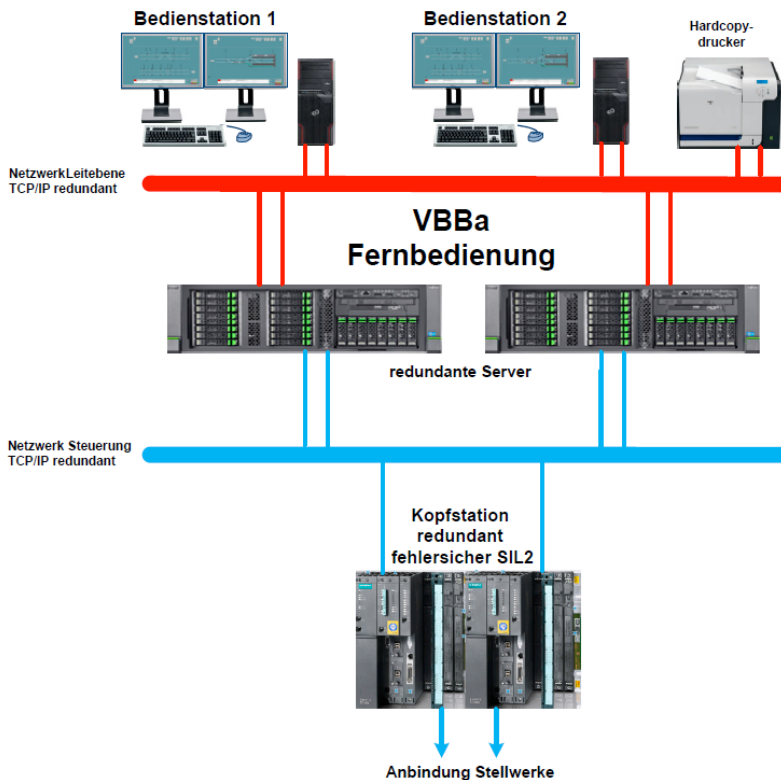 Bedienstation 1
Bedienstation 2
Hardcopy-
drucker
NetzwerkLeitebene
TCP/IP redundant
VBBa
Fernbedienung
redundante Server
Netzwerk Steuerung
TCP/IP redundant
Kopfstation
redundant
fehlersicher SIL2
Anbindung Stellwerke